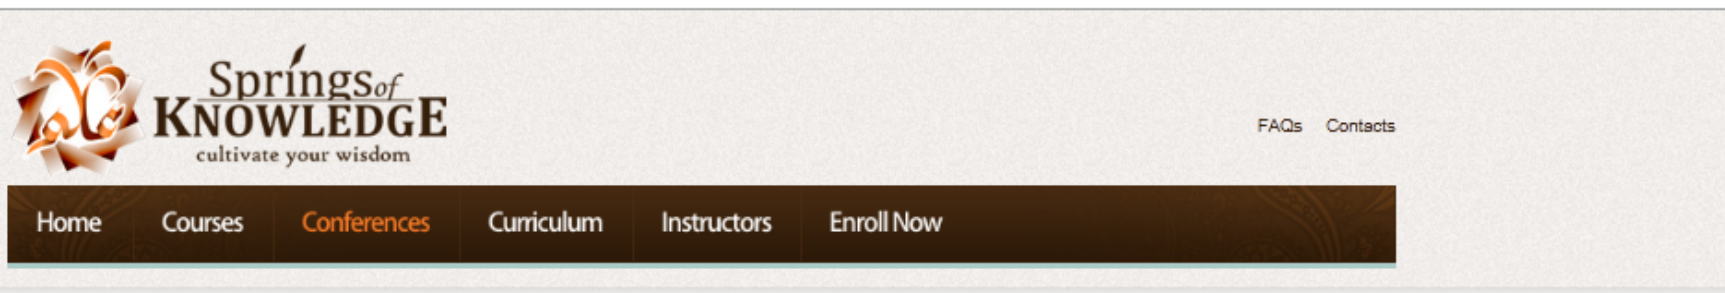 Springs of
KNOWLEDGE
cultivate your wisdom
FAQs Contacts
Home Courses Conferences Curriculum Instructors Enroll Now